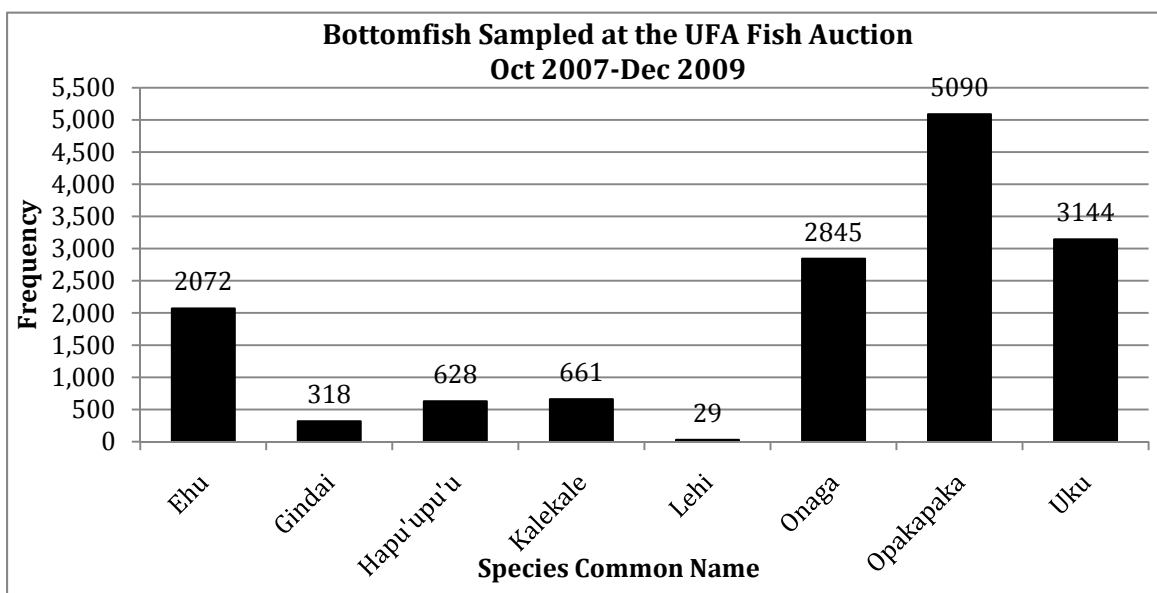 Bottomfish Sampled at the UFA Fish Auction
Oct 2007-Dec 2009
Frequency
5,500
5,000
4,500
4,000
3,500
3,000
2,500
2,000
1,500
1,000
500
0
2072
318
628
661
29
2845
5090
3144
Ehu
Gindai
Hapu'upu'u
Kalekale
Lehi
Onaga
Opakapaka
Uku
Species Common Name